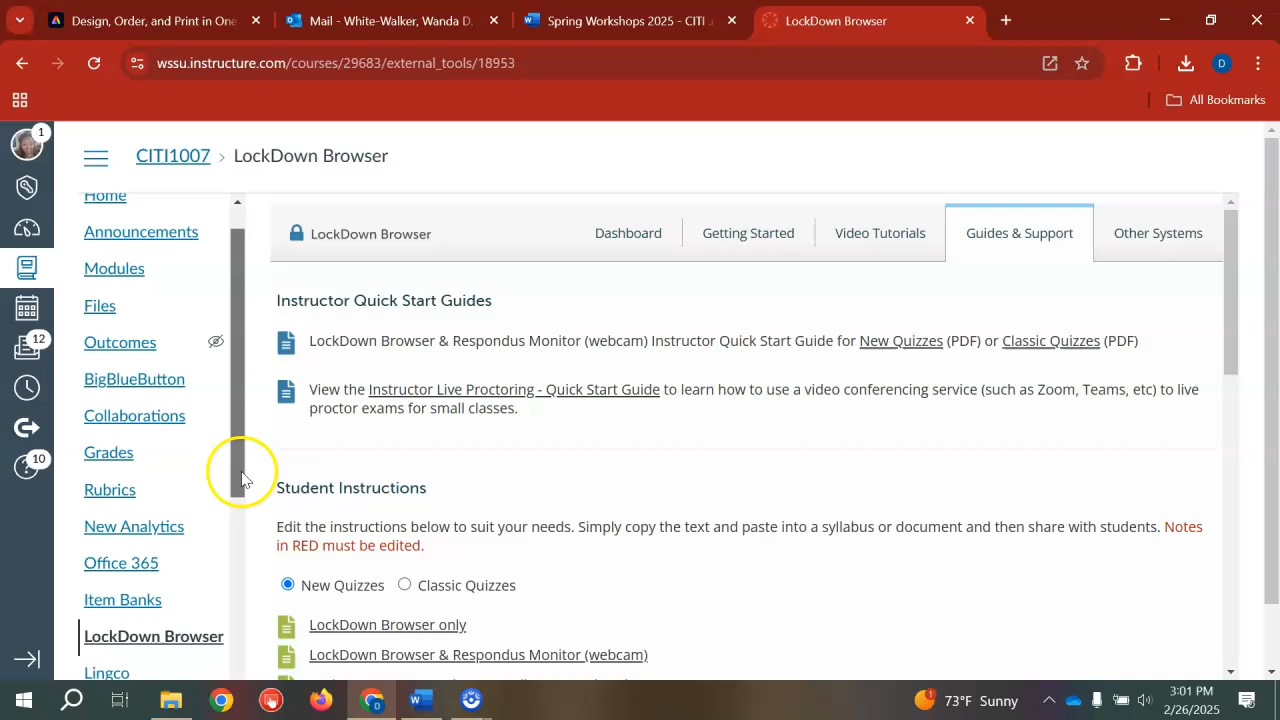 Design, Order, and Print in One
Mail - White-Walker, Wanda D.
Spring Workshops 2025 - CITI .
LockDown Browser
wssu.instructure.com/courses/29683/external_tools/18953
D
All Bookmarks
1
CITI1007 › LockDown Browser
Home
Announcements
Modules
Files
Outcomes
BigBlueButton
Collaborations
Grades
Rubrics
New Analytics
Office 365
Item Banks
LockDown Browser
Lingco
12
10
LockDown Browser
Dashboard
Getting Started
Video Tutorials
Guides & Support
Other Systems
Instructor Quick Start Guides
LockDown Browser & Respondus Monitor (webcam) Instructor Quick Start Guide for New Quizzes (PDF) or Classic Quizzes (PDF)
View the Instructor Live Proctoring - Quick Start Guide to learn how to use a video conferencing service (such as Zoom, Teams, etc) to live
proctor exams for small classes.
Student Instructions
Edit the instructions below to suit your needs. Simply copy the text and paste into a syllabus or document and then share with students. Notes
in RED must be edited.
New Quizzes
Classic Quizzes
LockDown Browser only
LockDown Browser & Respondus Monitor (webcam)
1
73°F Sunny
3:01 PM
2/26/2025